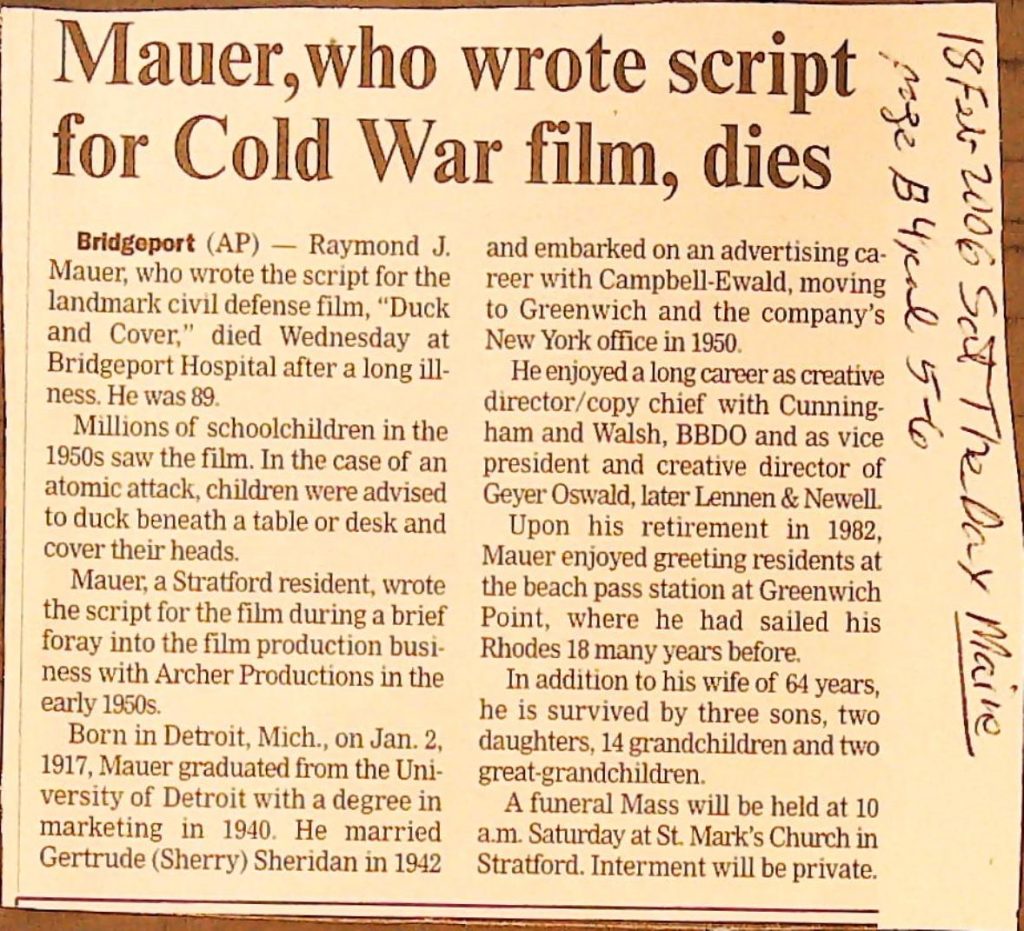 Mauer, who wrote script
for Cold War film, dies
Bridgeport (AP) — Raymond J.
Mauer, who wrote the script for the
landmark civil defense film, “Duck
and Cover,” died Wednesday at
Bridgeport Hospital after a long ill-
ness. He was 89.
Millions of schoolchildren in the
1950s saw the film. In the case of an
atomic attack, children were advised
to duck beneath a table or desk and
cover their heads.
Mauer, a Stratford resident, wrote
the script for the film during a brief
foray into the film production busi-
ness with Archer Productions in the
early 1950s.
Born in Detroit, Mich., on Jan. 2,
1917, Mauer graduated from the Uni-
versity of Detroit with a degree in
marketing in 1940. He married
Gertrude (Sherry) Sheridan in 1942
and embarked on an advertising ca-
reer with Campbell-Ewald, moving
to Greenwich and the company’s
New York office in 1950.
He enjoyed a long career as creative
director/copy chief with Cunning-
ham and Walsh, BBDO and as vice
president and creative director of
Geyer Oswald, later Lennen & Newell.
Upon his retirement in 1982,
Mauer enjoyed greeting residents at
the beach pass station at Greenwich
Point, where he had sailed his
Rhodes 18 many years before.
In addition to his wife of 64 years,
he is survived by three sons, two
daughters, 14 grandchildren and two
great-grandchildren.
A funeral Mass will be held at 10
a.m. Saturday at St. Mark’s Church in
Stratford. Interment will be private.
18 Feb 2006 Sat The Day Marie
page B4, col 5-6